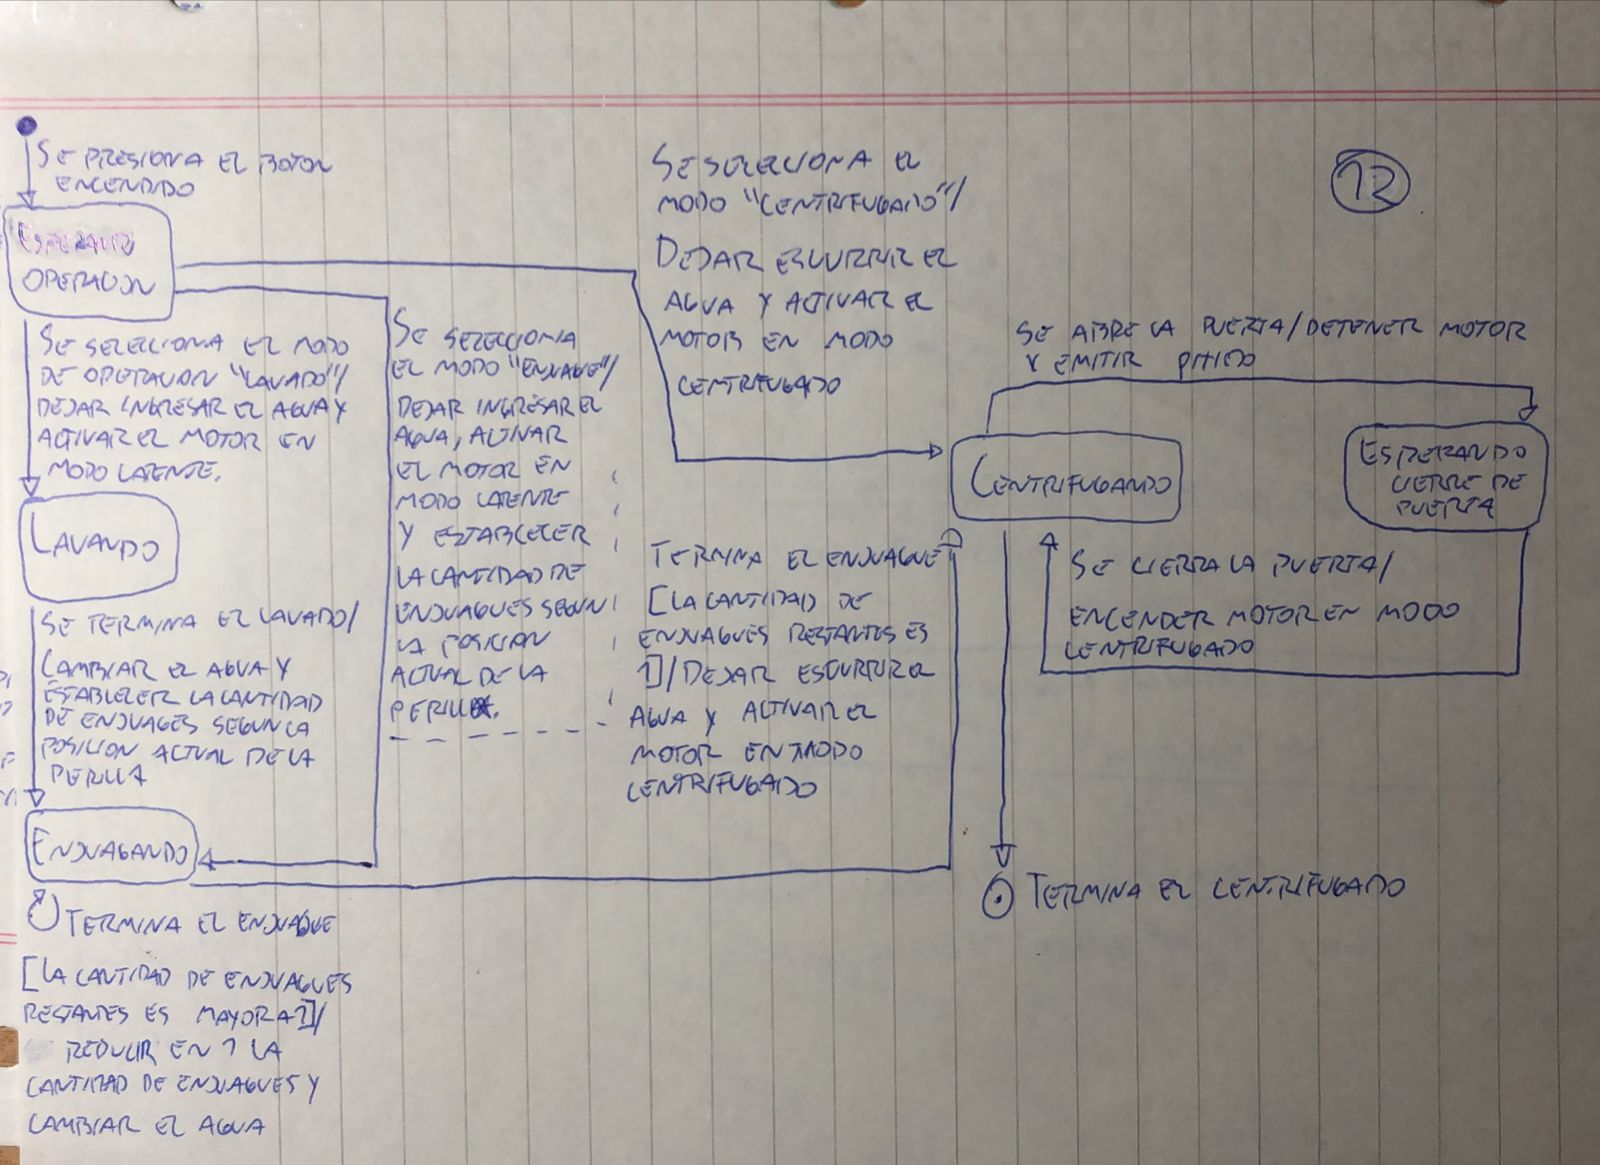 SE PRESIONA EL BOTON
ENCENDIDO
OPERACION
SE SELECCIONA EL MODO
DE OPERACION "LAVADO"/
DEJAR INGRESAR EL AGUA Y
ACTIVAR EL MOTOR EN
MODO LATENTE.
LAVANDO
SE TERMINA EL LAVADO/
CAMBIAR EL AGUA Y
ESTABLECER LA CANTIDAD
DE ENJUAGES SEGUN LA
POSICION ACTUAL DE LA
PERILLA
ENJUAGANDO
TERMINA EL ENJUAGUE
[LA CANTIDAD DE ENJUAGUES
RESTANTES ES MAYOR A 1]/
REDUCIR EN 1 LA
CANTIDAD DE ENJUAGUES Y
CAMBIAR EL AGUA
SE SELECCIONA
EL MODO "ENJUAGUE"/
DEJAR INGRESAR EL
AGUA, ACTIVAR
EL MOTOR EN
MODO LATENTE
Y ESTABLECER
LA CANTIDAD DE
ENJUAGUES SEGUN
LA POSICION
ACTUAL DE LA
PERILLA.
SE SELECCIONA EL
MODO "CENTRIFUGADO"/
DEJAR ESCURRIR EL
AGUA Y ACTIVAR EL
MOTOR EN MODO
CENTRIFUGADO
TERMINA EL ENJUAGUE
[LA CANTIDAD DE
ENJUAGUES RESTANTES ES
1]/DEJAR ESCURRIR EL
AGUA Y ACTIVAR EL
MOTOR EN MODO
CENTRIFUGADO
12
SE ABRE LA PUERTA/DETENER MOTOR
Y EMITIR PITIDO
CENTRIFUGANDO
ESPERANDO
CIERRE DE
PUERTA
SE CIERRA LA PUERTA/
ENCENDER MOTOR EN MODO
CENTRIFUGADO
TERMINA EL CENTRIFUGADO